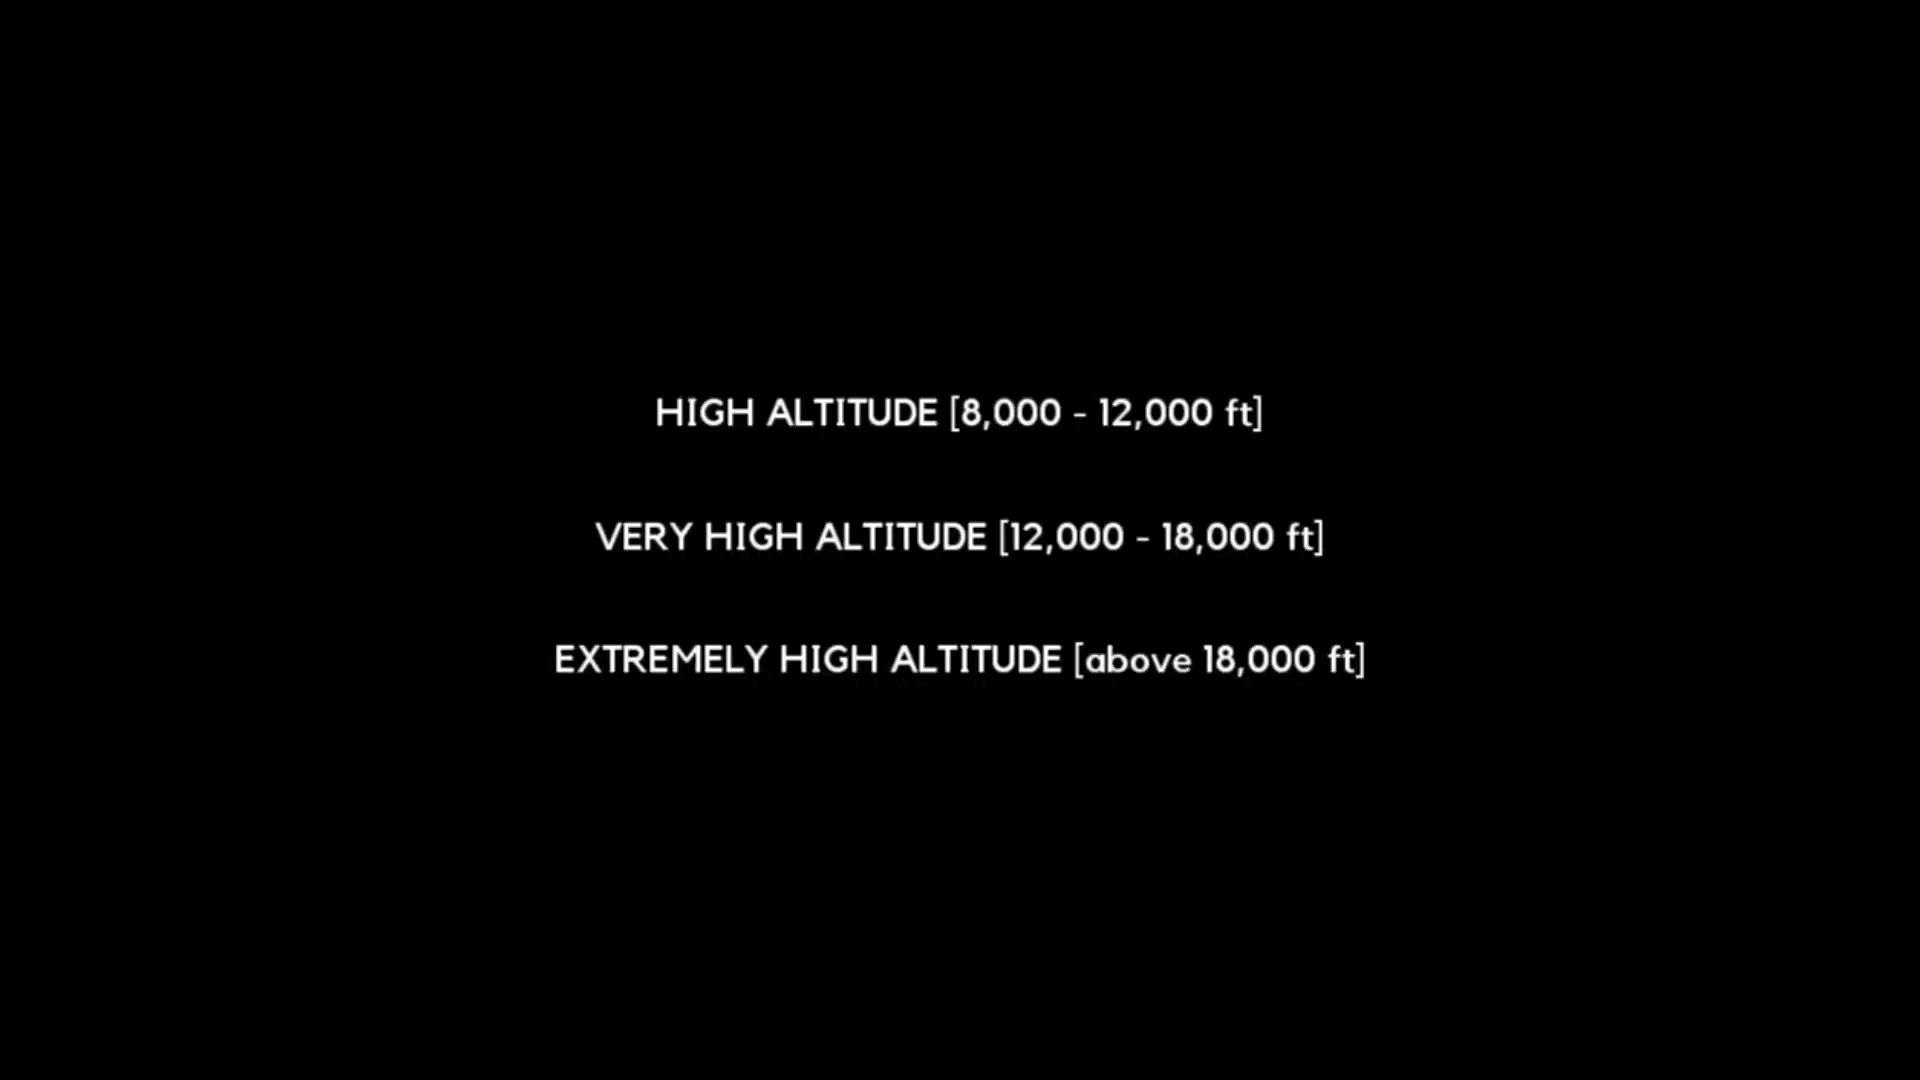 HIGH ALTITUDE [8,000 - 12,000 ft]
VERY HIGH ALTITUDE [12,000 - 18,000 ft]
EXTREMELY HIGH ALTITUDE [above 18,000 ft]